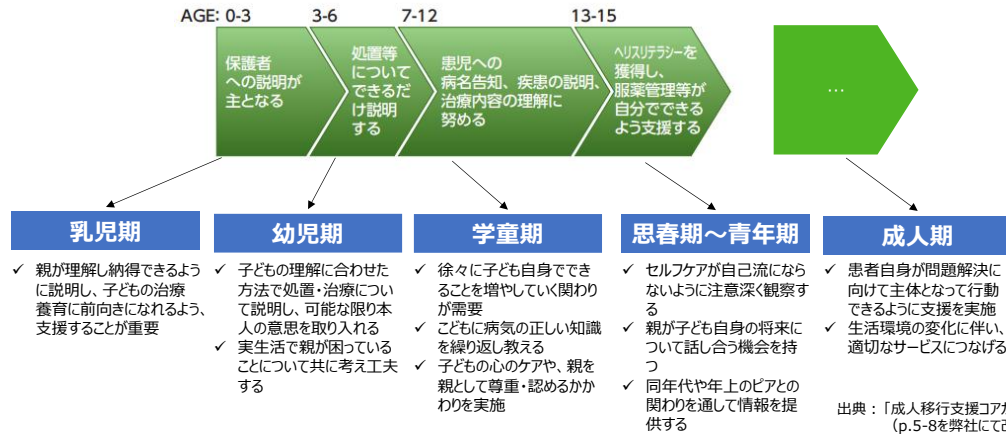 AGE: 0-3
3-6
7-12
13-15
保護者
への説明が
主となる
処置等
について
できるだ
け説明
する
患児への
病名告知、疾患の説明、
治療内容の理解に
努める
ヘリスリテラシーを
獲得し、
服薬管理等が
自分でできる
よう支援する
…
乳児期
✓ 親が理解し納得できるよう
に説明し、子どもの治療
養育に前向きになれるよう、
支援することが重要
幼児期
✓ 子どもの理解に合わせた
方法で処置・治療につい
て説明し、可能な限り本
人の意思を取り入れる
✓ 実生活で親が困っている
ことについて共に考え工夫
する
学童期
✓ 徐々に子ども自身ででき
ることを増やしていく関わり
が需要
✓ こどもに病気の正しい知識
を繰り返し教える
✓ 子どもの心のケアや、親を
親として尊重・認めるかか
わりを実施
思春期～青年期
✓ セルフケアが自己流になら
ないように注意深く観察す
る
✓ 親が子ども自身の将来に
ついて話し合う機会を持
つ
✓ 同年代や年上のピアとの
関わりを通して情報を提
供する
成人期
✓ 患者自身が問題解決に
向けて主体となって行動
できるように支援を実施
✓ 生活環境の変化に伴い、
適切なサービスにつなげる
出典：「成人移行支援コアガ
（p.5-8を弊社にて